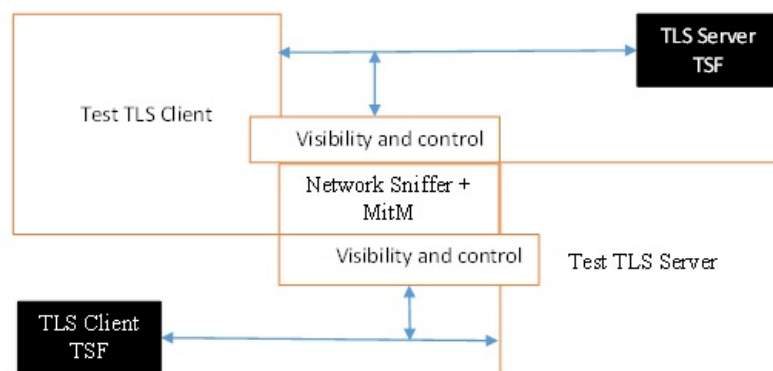 TLS Server
TSF
Test TLS Client
Visibility and control
Network Sniffer +
MitM
Visibility and control
Test TLS Server
TLS Client
TSF